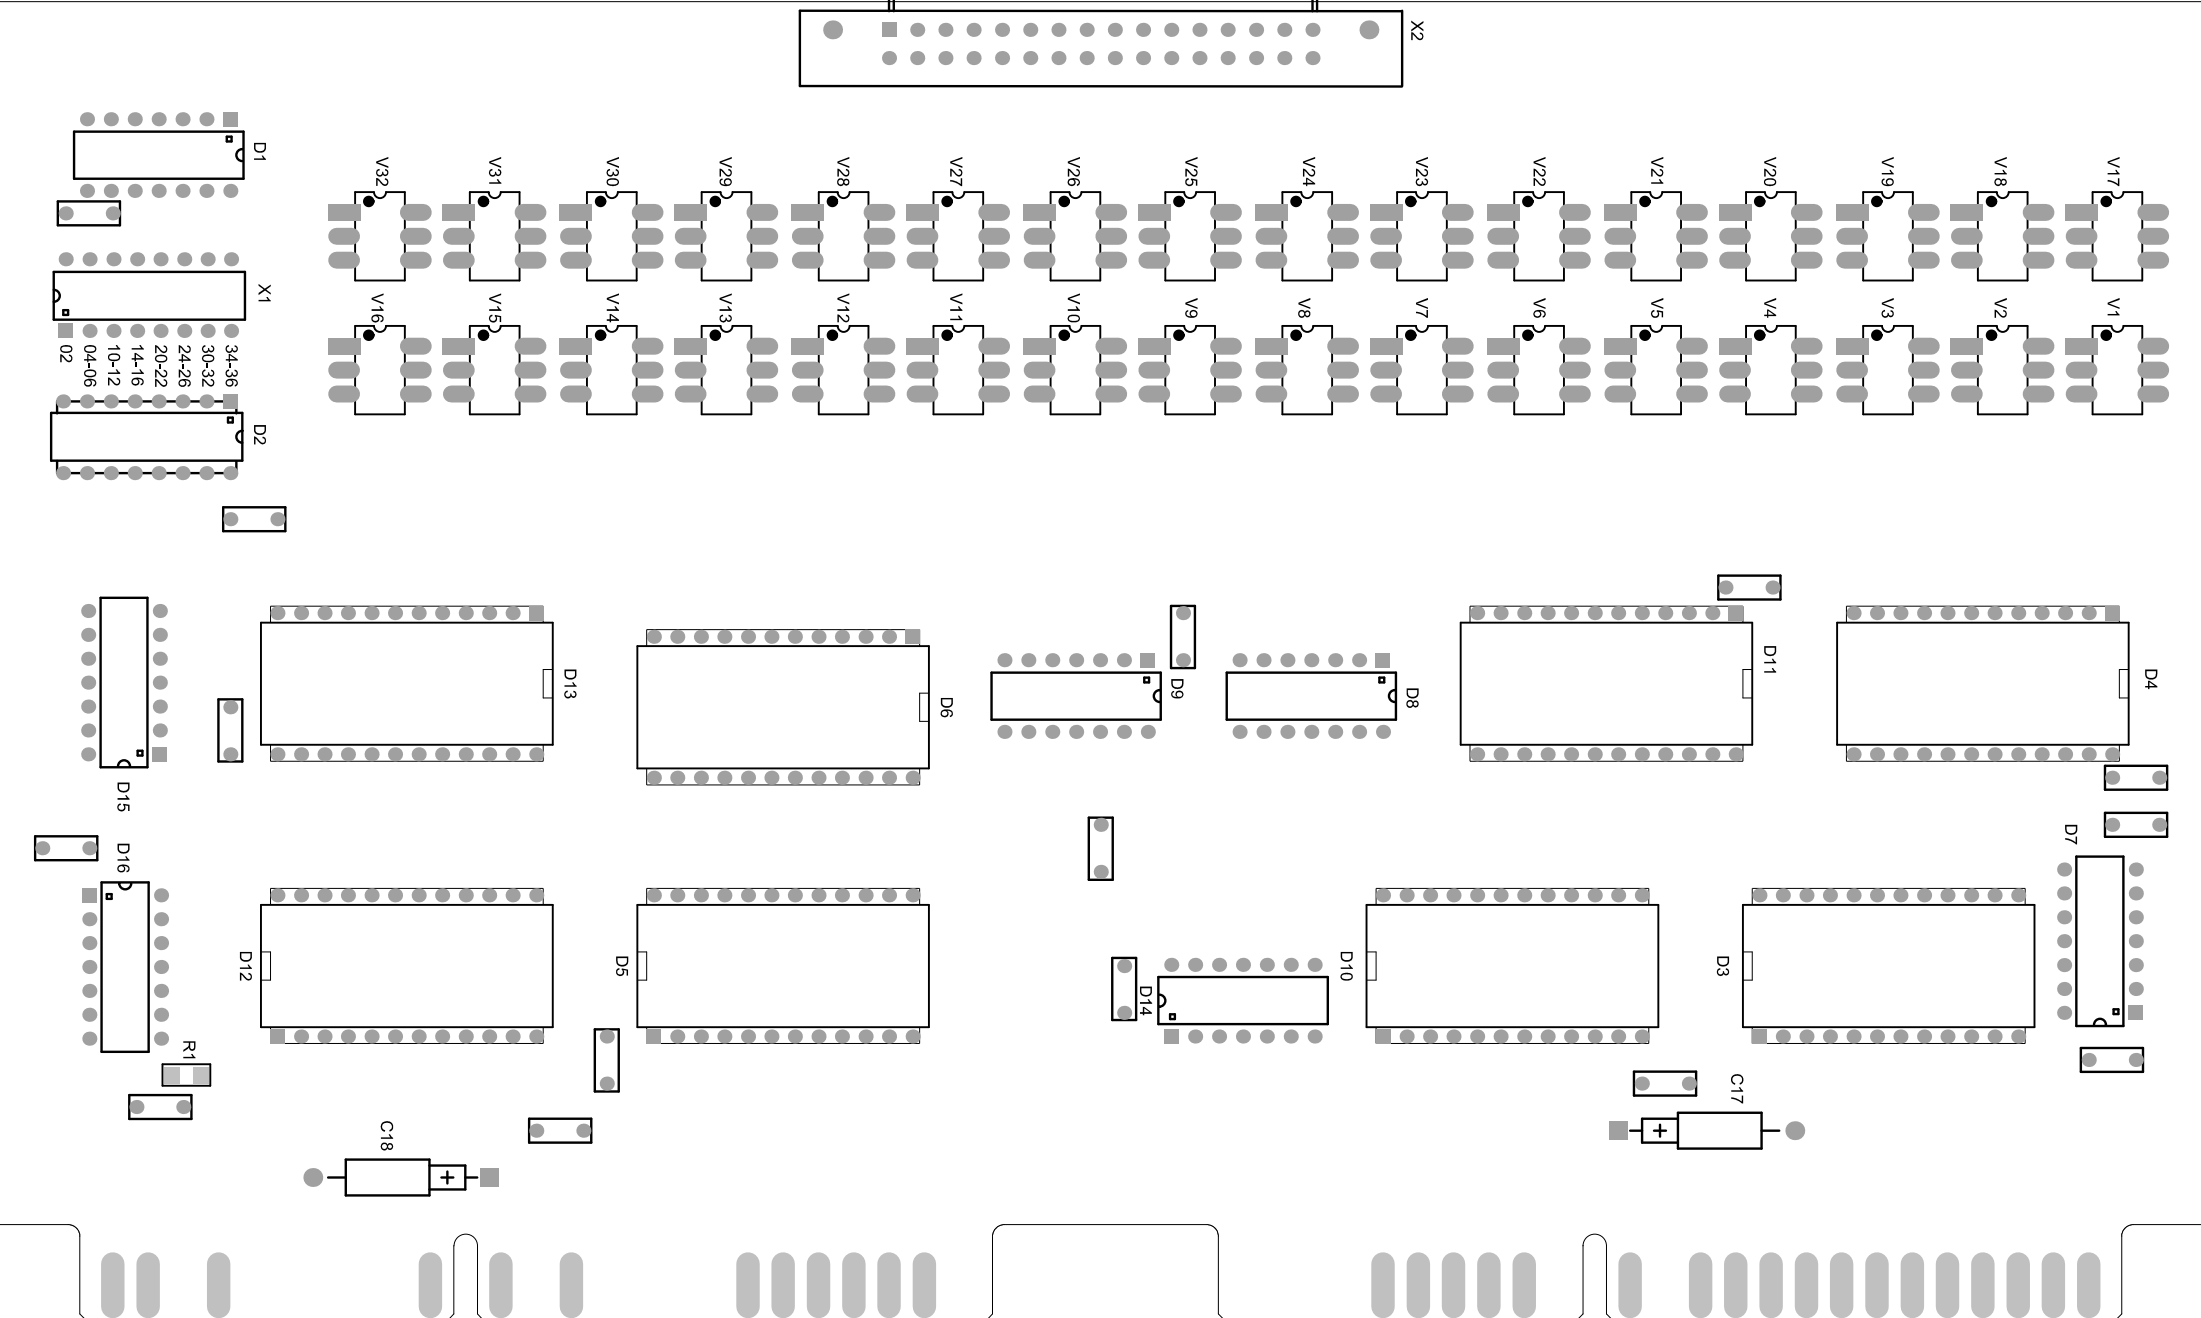 X2
D1
V32 V31 V30 V29 V28 V27 V26 V25 V24 V23 V22 V21 V20 V19 V18 V17
X1
V16 V15 V14 V13 V12 V11 V10 V9 V8 V7 V6 V5 V4 V3 V2 V1
02 04-06 10-12 14-16 20-22 24-26 30-32 34-36
D2
D13 D6 D9 D8 D11 D4
D15
D16 D7
D12 D5 D14 D10 D3
R1
C17
+
C18
+